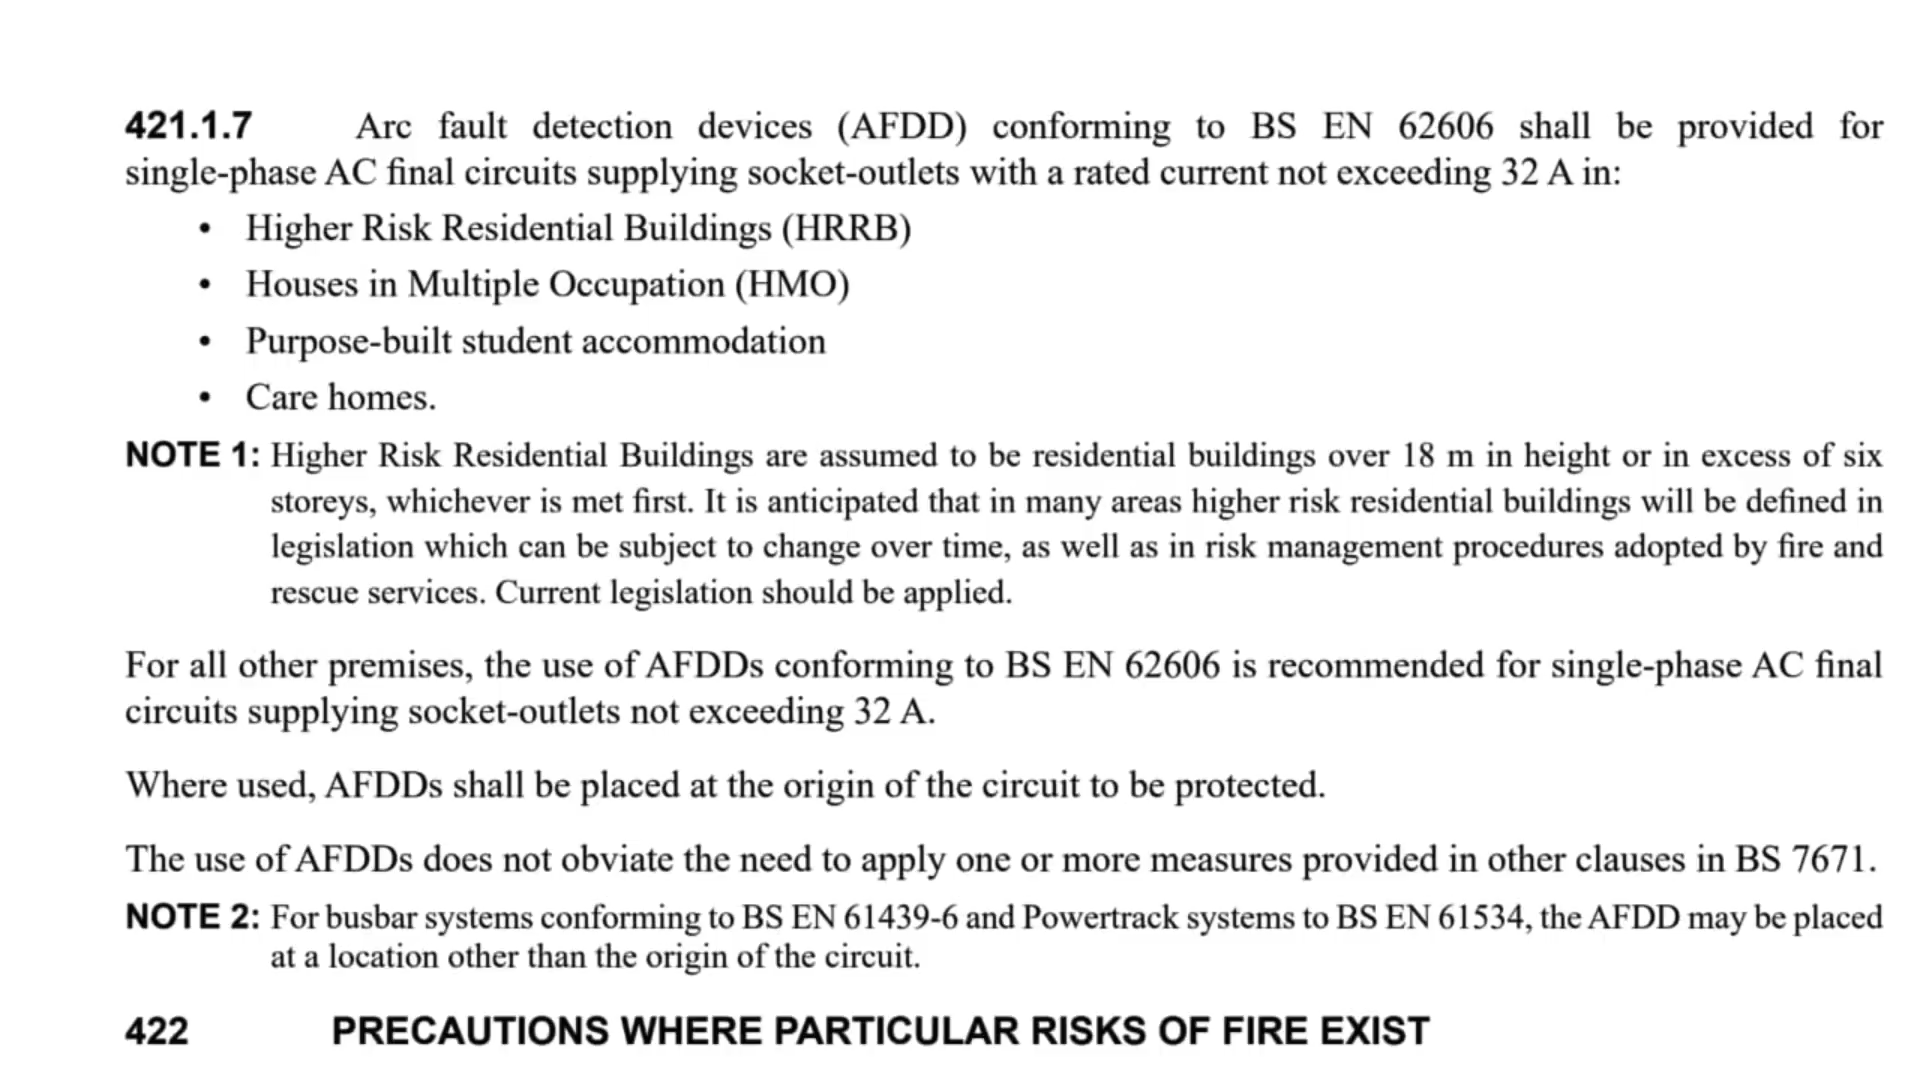 421.1.7 Arc fault detection devices (AFDD) conforming to BS EN 62606 shall be provided for
single-phase AC final circuits supplying socket-outlets with a rated current not exceeding 32 A in:
• Higher Risk Residential Buildings (HRRB)
• Houses in Multiple Occupation (HMO)
• Purpose-built student accommodation
• Care homes.
NOTE 1: Higher Risk Residential Buildings are assumed to be residential buildings over 18 m in height or in excess of six
storeys, whichever is met first. It is anticipated that in many areas higher risk residential buildings will be defined in
legislation which can be subject to change over time, as well as in risk management procedures adopted by fire and
rescue services. Current legislation should be applied.
For all other premises, the use of AFDDs conforming to BS EN 62606 is recommended for single-phase AC final
circuits supplying socket-outlets not exceeding 32 A.
Where used, AFDDs shall be placed at the origin of the circuit to be protected.
The use of AFDDs does not obviate the need to apply one or more measures provided in other clauses in BS 7671.
NOTE 2: For busbar systems conforming to BS EN 61439-6 and Powertrack systems to BS EN 61534, the AFDD may be placed
at a location other than the origin of the circuit.
422 PRECAUTIONS WHERE PARTICULAR RISKS OF FIRE EXIST